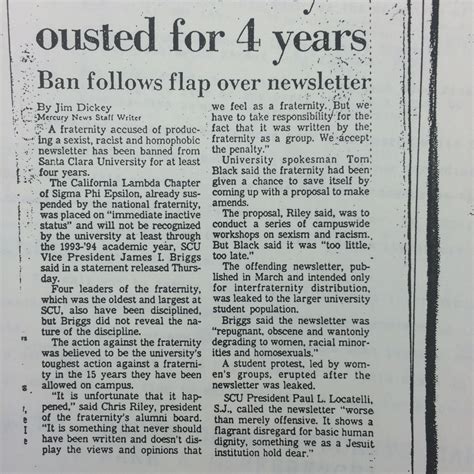 ousted for 4 years
Ban follows flap over newsletter
By Jim Dickey
Mercury News Staff Writer
A fraternity accused of produc-
ing a sexist, racist and homophobic
newsletter has been banned from
Santa Clara University for at least
four years.
The California Lambda Chapter
of Sigma Phi Epsilon, already sus-
pended by the national fraternity,
was placed on "immediate inactive
status" and will not be recognized
by the university at least through
the 1993-'94 academic year, SCU
Vice President James I. Briggs
said in a statement released Thurs-
day.
Four leaders of the fraternity,
which was the oldest and largest at
SCU, also have been disciplined,
but Briggs did not reveal the na-
ture of the discipline.
The action against the fraternity
was believed to be the university's
toughest action against a fraterni-
ty in the 15 years they have been
allowed on campus.
"It is unfortunate that it hap-
pened," said Chris Riley, president
of the fraternity's alumni board.
"It is something that never should
have been written and doesn't dis-
play the views and opinions that
we feel as a fraternity. But we
have to take responsibility for the
fact that it was written by the
fraternity as a group. We accept
the penalty."
University spokesman Tom
Black said the fraternity had been
given a chance to save itself by
coming up with a proposal to make
amends.
The proposal, Riley said, was to
conduct a series of campuswide
workshops on sexism and racism.
But Black said it was "too little,
too late."
The offending newsletter, pub-
lished in March and intended only
for interfraternity distribution,
was leaked to the larger university
student population.
Briggs said the newsletter was
"repugnant, obscene and wantonly
degrading to women, racial minor-
ities and homosexuals."
A student protest, led by wom-
en's groups, erupted after the
newsletter was leaked.
SCU President Paul L. Locatelli,
S.J., called the newsletter "worse
than merely offensive. It shows a
flagrant disregard for basic human
dignity, something we as a Jesuit
institution hold dear."